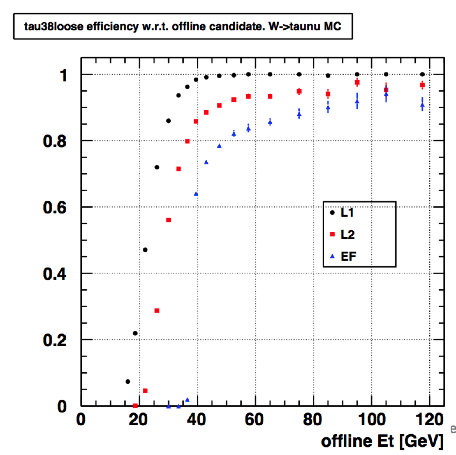 tau38loose efficiency w.r.t. offline candidate. W->taunu MC
1
0.8
0.6
0.4
0.2
0
L1
L2
EF
0 20 40 60 80 100 120
offline Et [GeV]